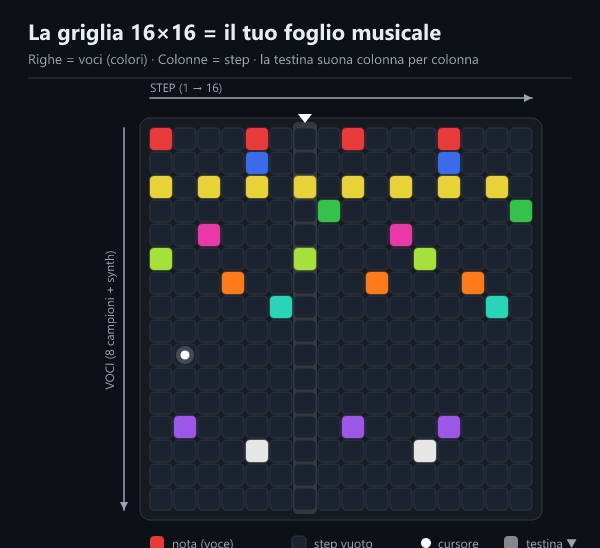 La griglia 16×16 = il tuo foglio musicale
Righe = voci (colori) · Colonne = step · la testina suona colonna per colonna
STEP (1 → 16)
VOCI (8 campioni + synth)
nota (voce) step vuoto cursore testina ▼